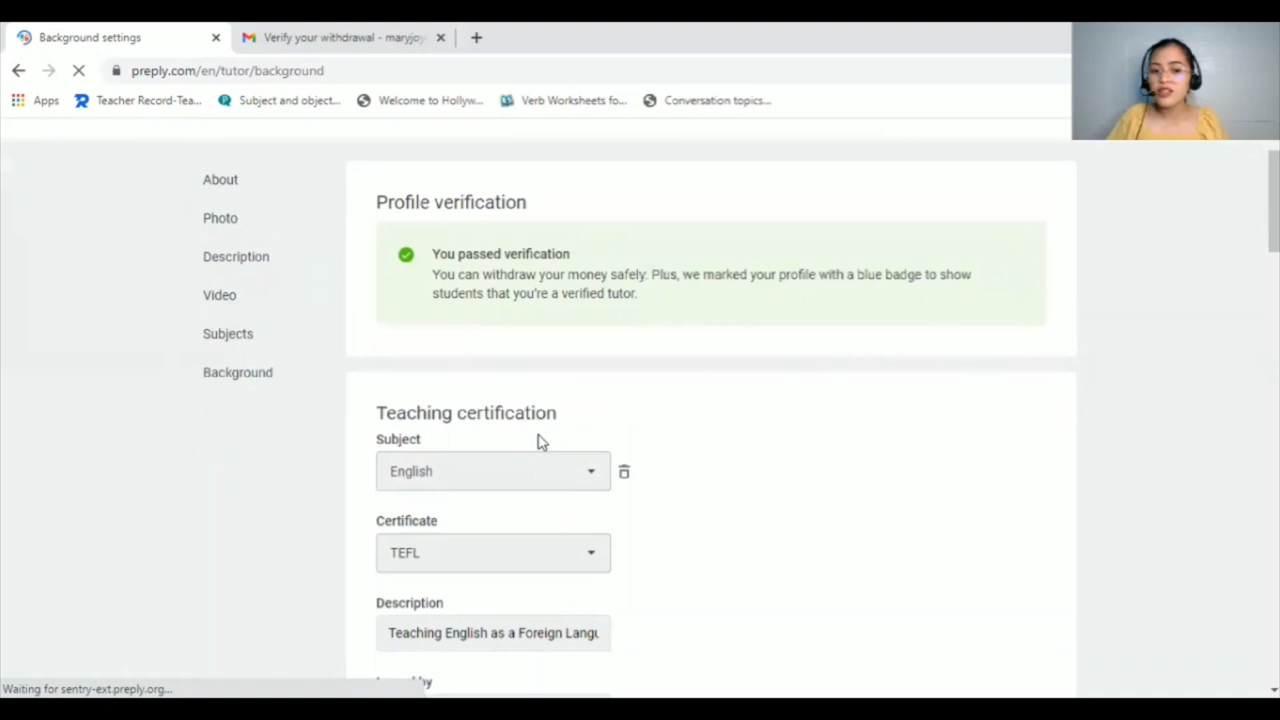 Background settings
Verify your withdrawal - maryjoy
preply.com/en/tutor/background
Apps
Teacher Record-Tea...
Subject and object...
Welcome to Hollyw...
Verb Worksheets fo...
Conversation topics...
About
Photo
Description
Video
Subjects
Background
Profile verification
You passed verification
You can withdraw your money safely. Plus, we marked your profile with a blue badge to show
students that you're a verified tutor.
Teaching certification
Subject
English
Certificate
TEFL
Description
Teaching English as a Foreign Langu
Waiting for sentry-ext.preply.org...